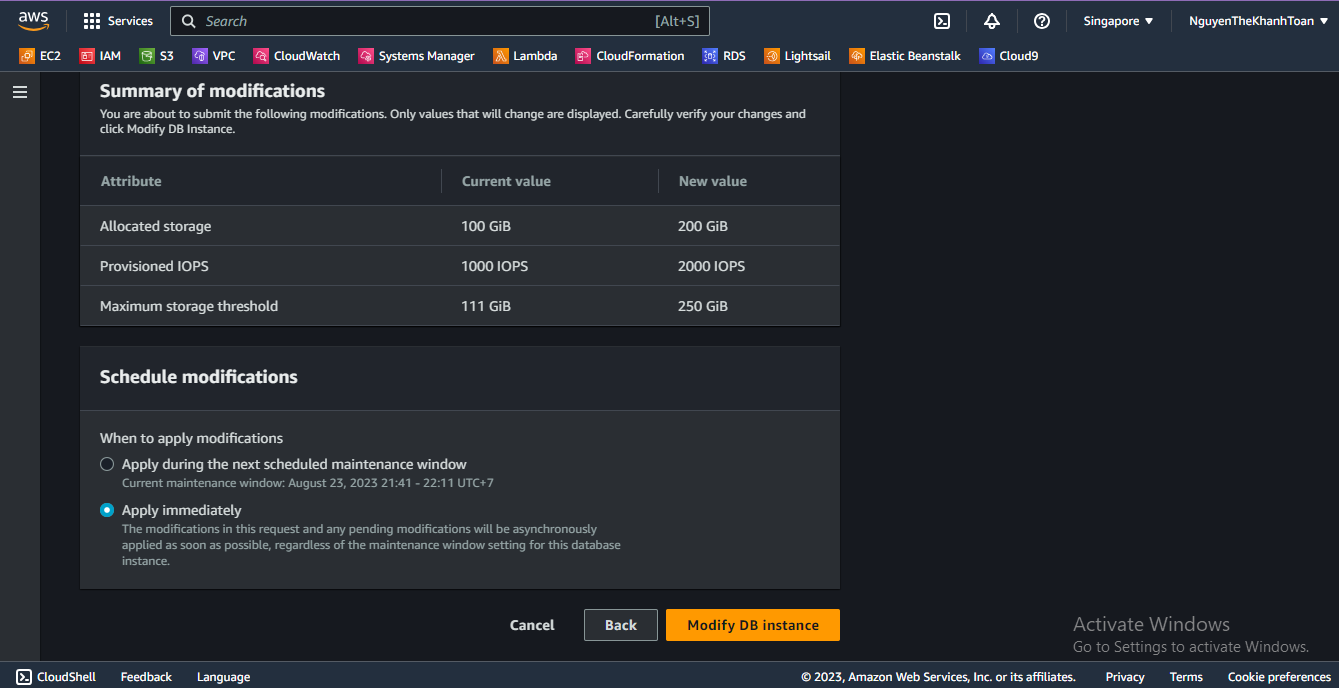 aws
Services
Search
[Alt+S]
Singapore
NguyenTheKhanhToan
EC2
IAM
S3
VPC
CloudWatch
Systems Manager
Lambda
CloudFormation
RDS
Lightsail
Elastic Beanstalk
Cloud9
Summary of modifications
You are about to submit the following modifications. Only values that will change are displayed. Carefully verify your changes and
click Modify DB Instance.
Attribute Current value New value
Allocated storage 100 GiB 200 GiB
Provisioned IOPS 1000 IOPS 2000 IOPS
Maximum storage threshold 111 GiB 250 GiB
Schedule modifications
When to apply modifications
Apply during the next scheduled maintenance window
Current maintenance window: August 23, 2023 21:41 - 22:11 UTC+7
Apply immediately
The modifications in this request and any pending modifications will be asynchronously
applied as soon as possible, regardless of the maintenance window setting for this database
instance.
Cancel
Back
Modify DB instance
Activate Windows
Go to Settings to activate Windows.
CloudShell
Feedback
Language
© 2023, Amazon Web Services, Inc. or its affiliates.
Privacy
Terms
Cookie preferences